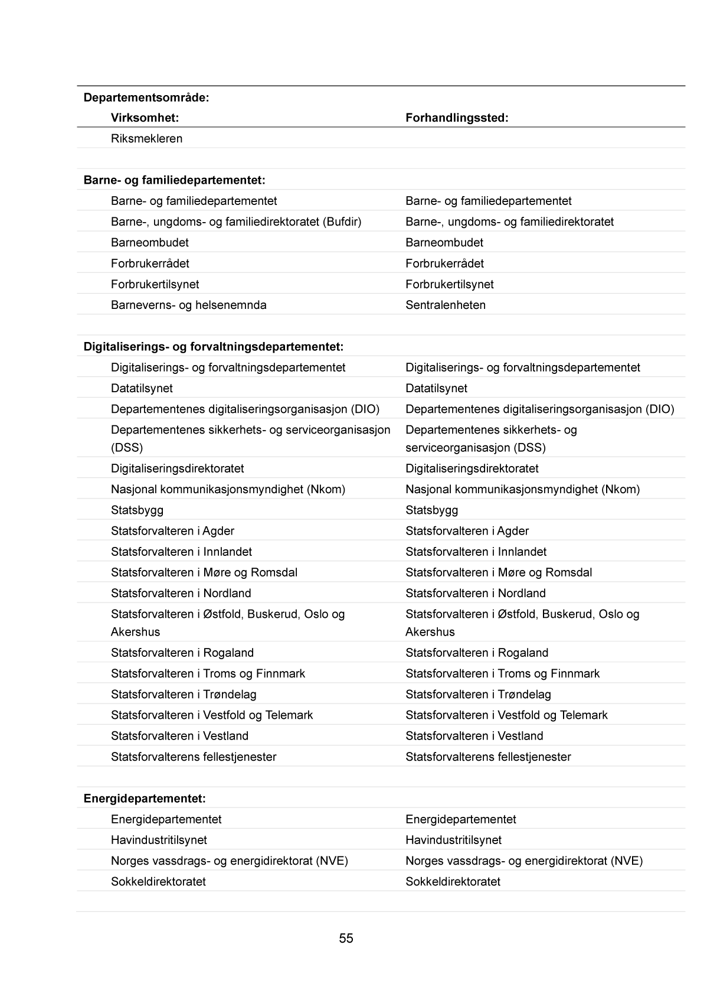 Departementsområde:
Virksomhet: Forhandlingssted:
Riksmekleren
Barne- og familiedepartementet:
Barne- og familiedepartementet Barne- og familiedepartementet
Barne-, ungdoms- og familiedirektoratet (Bufdir) Barne-, ungdoms- og familiedirektoratet
Barneombudet Barneombudet
Forbrukerrådet Forbrukerrådet
Forbrukertilsynet Forbrukertilsynet
Barneverns- og helsenemnda Sentralenheten
Digitaliserings- og forvaltningsdepartementet:
Digitaliserings- og forvaltningsdepartementet Digitaliserings- og forvaltningsdepartementet
Datatilsynet Datatilsynet
Departementenes digitaliseringsorganisasjon (DIO) Departementenes digitaliseringsorganisasjon (DIO)
Departementenes sikkerhets- og serviceorganisasjon Departementenes sikkerhets- og
(DSS) serviceorganisasjon (DSS)
Digitaliseringsdirektoratet Digitaliseringsdirektoratet
Nasjonal kommunikasjonsmyndighet (Nkom) Nasjonal kommunikasjonsmyndighet (Nkom)
Statsbygg Statsbygg
Statsforvalteren i Agder Statsforvalteren i Agder
Statsforvalteren i Innlandet Statsforvalteren i Innlandet
Statsforvalteren i Møre og Romsdal Statsforvalteren i Møre og Romsdal
Statsforvalteren i Nordland Statsforvalteren i Nordland
Statsforvalteren i Østfold, Buskerud, Oslo og Statsforvalteren i Østfold, Buskerud, Oslo og
Akershus Akershus
Statsforvalteren i Rogaland Statsforvalteren i Rogaland
Statsforvalteren i Troms og Finnmark Statsforvalteren i Troms og Finnmark
Statsforvalteren i Trøndelag Statsforvalteren i Trøndelag
Statsforvalteren i Vestfold og Telemark Statsforvalteren i Vestfold og Telemark
Statsforvalteren i Vestland Statsforvalteren i Vestland
Statsforvalterens fellestjenester Statsforvalterens fellestjenester
Energidepartementet:
Energidepartementet Energidepartementet
Havindustritilsynet Havindustritilsynet
Norges vassdrags- og energidirektorat (NVE) Norges vassdrags- og energidirektorat (NVE)
Sokkeldirektoratet Sokkeldirektoratet
55